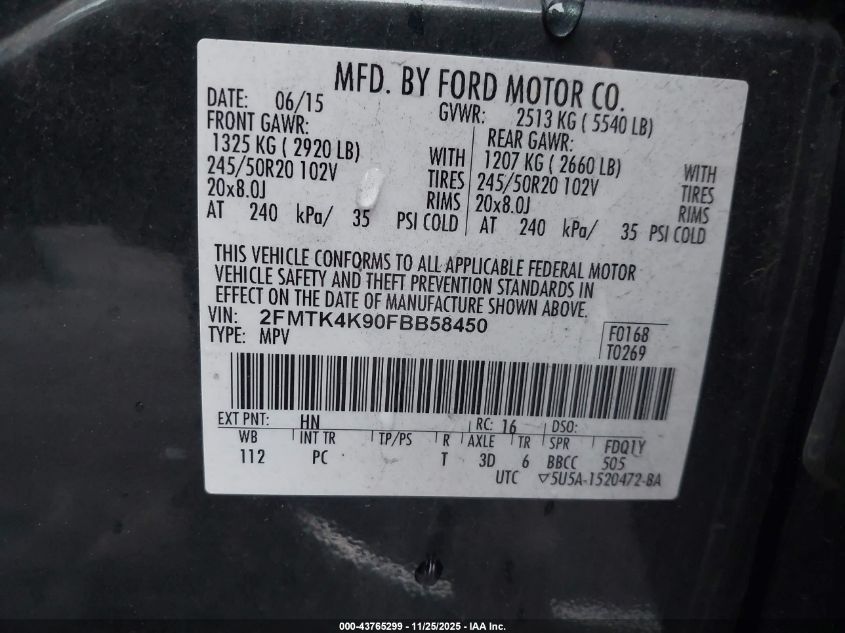 MFD. BY FORD MOTOR CO.
DATE: 06/15 GVWR: 2513 KG ( 5540 LB)
FRONT GAWR: REAR GAWR:
1325 KG ( 2920 LB) WITH 1207 KG ( 2660 LB) WITH
245/50R20 102V TIRES 245/50R20 102V TIRES
20x8.0J RIMS 20x8.0J RIMS
AT 240 kPa/ 35 PSI COLD AT 240 kPa/ 35 PSI COLD
THIS VEHICLE CONFORMS TO ALL APPLICABLE FEDERAL MOTOR
VEHICLE SAFETY AND THEFT PREVENTION STANDARDS IN
EFFECT ON THE DATE OF MANUFACTURE SHOWN ABOVE.
VIN: 2FMTK4K90FBB58450
TYPE: MPV F0168
T0269
EXT PNT: HN RC: 16 DSO:
WB INT TR TP/PS R AXLE TR SPR FDQ1Y
112 PC T 3D 6 BBCC 505
UTC ▽5U5A-1520472-BA
000-43765299 - 11/25/2025 - IAA Inc.